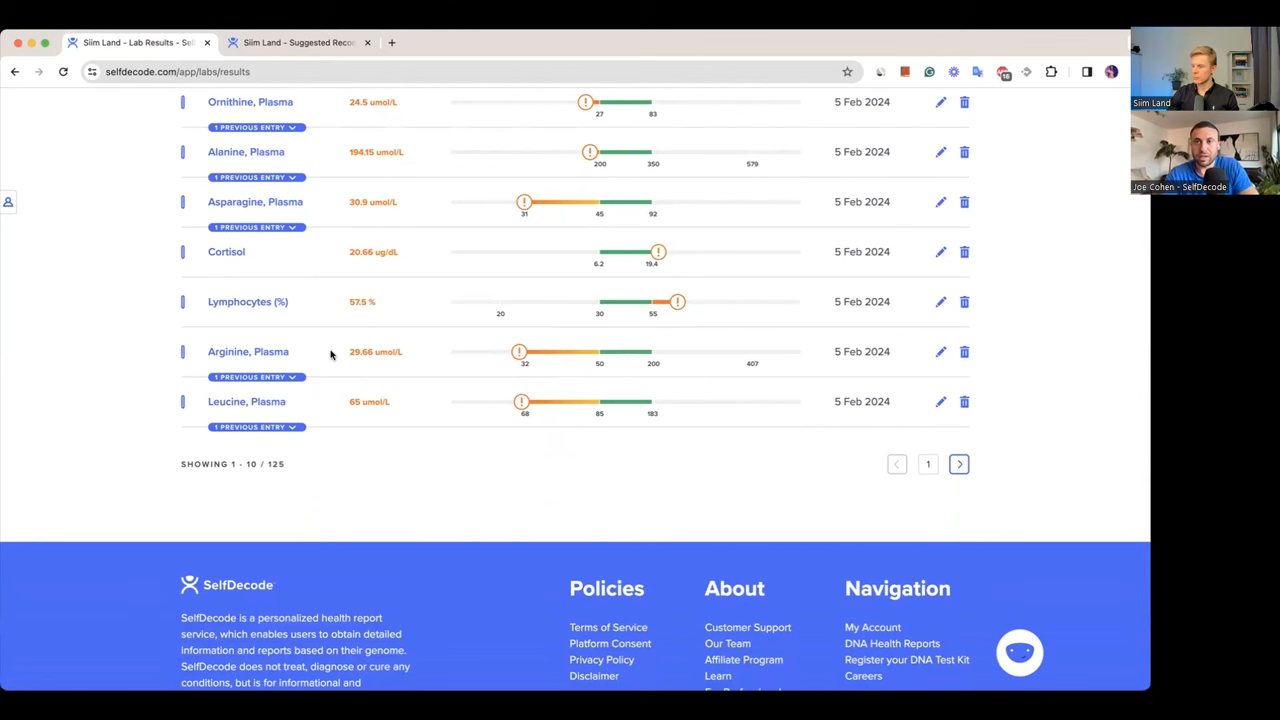 Siim Land - Lab Results - Sel
Siim Land - Suggested Reco
selfdecode.com/app/labs/results
16
Siim Land
Joe Cohen - SelfDecode
Ornithine, Plasma 24.5 umol/L 5 Feb 2024
27 83
1 PREVIOUS ENTRY
Alanine, Plasma 194.15 umol/L 5 Feb 2024
200 350 579
1 PREVIOUS ENTRY
Asparagine, Plasma 30.9 umol/L 5 Feb 2024
31 45 92
1 PREVIOUS ENTRY
Cortisol 20.66 ug/dL 5 Feb 2024
6.2 19.4
Lymphocytes (%) 57.5 % 5 Feb 2024
20 30 55
Arginine, Plasma 29.66 umol/L 5 Feb 2024
32 50 200 407
1 PREVIOUS ENTRY
Leucine, Plasma 65 umol/L 5 Feb 2024
68 85 183
1 PREVIOUS ENTRY
SHOWING 1 - 10 / 125
1
SelfDecode
SelfDecode is a personalized health report
service, which enables users to obtain detailed
information and reports based on their genome.
SelfDecode does not treat, diagnose or cure any
conditions, but is for informational and
Policies
Terms of Service
Platform Consent
Privacy Policy
Disclaimer
About
Customer Support
Our Team
Affiliate Program
Learn
Navigation
My Account
DNA Health Reports
Register your DNA Test Kit
Careers